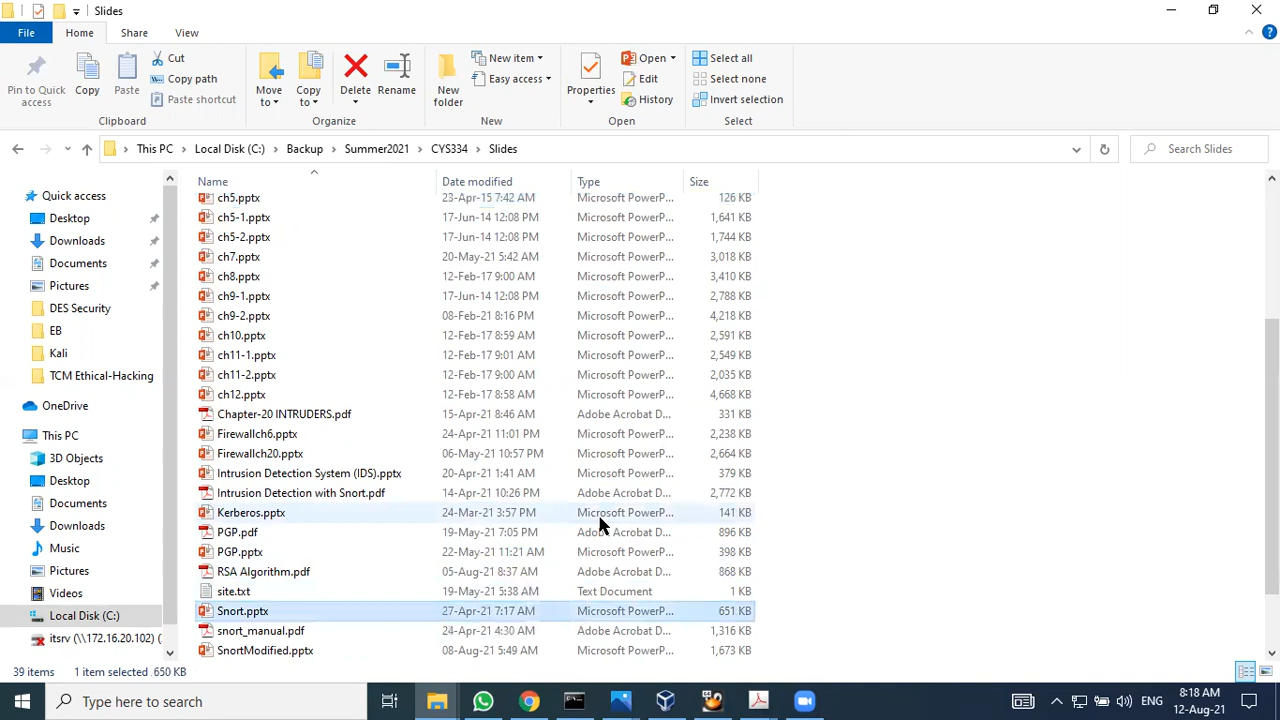 Slides
File Home Share View
Pin to Quick access
Copy
Paste
Cut
Copy path
Paste shortcut
Clipboard
Move to
Copy to
Delete
Rename
Organize
New folder
New item
Easy access
New
Properties
Open
Edit
History
Open
Select all
Select none
Invert selection
Select
This PC > Local Disk (C:) > Backup > Summer2021 > CYS334 > Slides
Search Slides
Quick access
Desktop
Downloads
Documents
Pictures
DES Security
EB
Kali
TCM Ethical-Hacking
OneDrive
This PC
3D Objects
Desktop
Documents
Downloads
Music
Pictures
Videos
Local Disk (C:)
itsrv (\\172.16.20.102) (
Name Date modified Type Size
ch5.pptx 23-Apr-15 7:42 AM Microsoft PowerP... 126 KB
ch5-1.pptx 17-Jun-14 12:08 PM Microsoft PowerP... 1,641 KB
ch5-2.pptx 17-Jun-14 12:08 PM Microsoft PowerP... 1,744 KB
ch7.pptx 20-May-21 5:42 AM Microsoft PowerP... 3,018 KB
ch8.pptx 12-Feb-17 9:00 AM Microsoft PowerP... 3,410 KB
ch9-1.pptx 17-Jun-14 12:08 PM Microsoft PowerP... 2,788 KB
ch9-2.pptx 08-Feb-21 8:16 PM Microsoft PowerP... 4,218 KB
ch10.pptx 12-Feb-17 8:59 AM Microsoft PowerP... 2,591 KB
ch11-1.pptx 12-Feb-17 9:01 AM Microsoft PowerP... 2,549 KB
ch11-2.pptx 12-Feb-17 9:00 AM Microsoft PowerP... 2,035 KB
ch12.pptx 12-Feb-17 8:58 AM Microsoft PowerP... 4,668 KB
Chapter-20 INTRUDERS.pdf 15-Apr-21 8:46 AM Adobe Acrobat D... 331 KB
Firewallch6.pptx 24-Apr-21 11:01 PM Microsoft PowerP... 2,238 KB
Firewallch20.pptx 06-May-21 10:57 PM Microsoft PowerP... 2,664 KB
Intrusion Detection System (IDS).pptx 20-Apr-21 1:41 AM Microsoft PowerP... 379 KB
Intrusion Detection with Snort.pdf 14-Apr-21 10:26 PM Adobe Acrobat D... 2,772 KB
Kerberos.pptx 24-Mar-21 3:57 PM Microsoft PowerP... 141 KB
PGP.pdf 19-May-21 7:05 PM Adobe Acrobat D... 896 KB
PGP.pptx 22-May-21 11:21 AM Microsoft PowerP... 398 KB
RSA Algorithm.pdf 05-Aug-21 8:37 AM Adobe Acrobat D... 868 KB
site.txt 19-May-21 5:38 AM Text Document 1 KB
Snort.pptx 27-Apr-21 7:17 AM Microsoft PowerP... 651 KB
snort_manual.pdf 24-Apr-21 4:30 AM Adobe Acrobat D... 1,316 KB
SnortModified.pptx 08-Aug-21 5:49 AM Microsoft PowerP... 1,673 KB
39 items 1 item selected 650 KB
Type here to search
ENG
8:18 AM
12-Aug-21